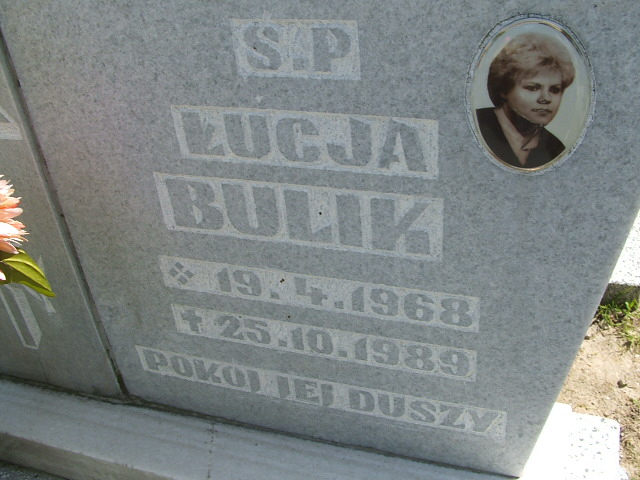 Ś P
ŁUCJA
BULIK
19.4.1968
✝ 25.10.1989
POKÓJ JEJ DUSZY